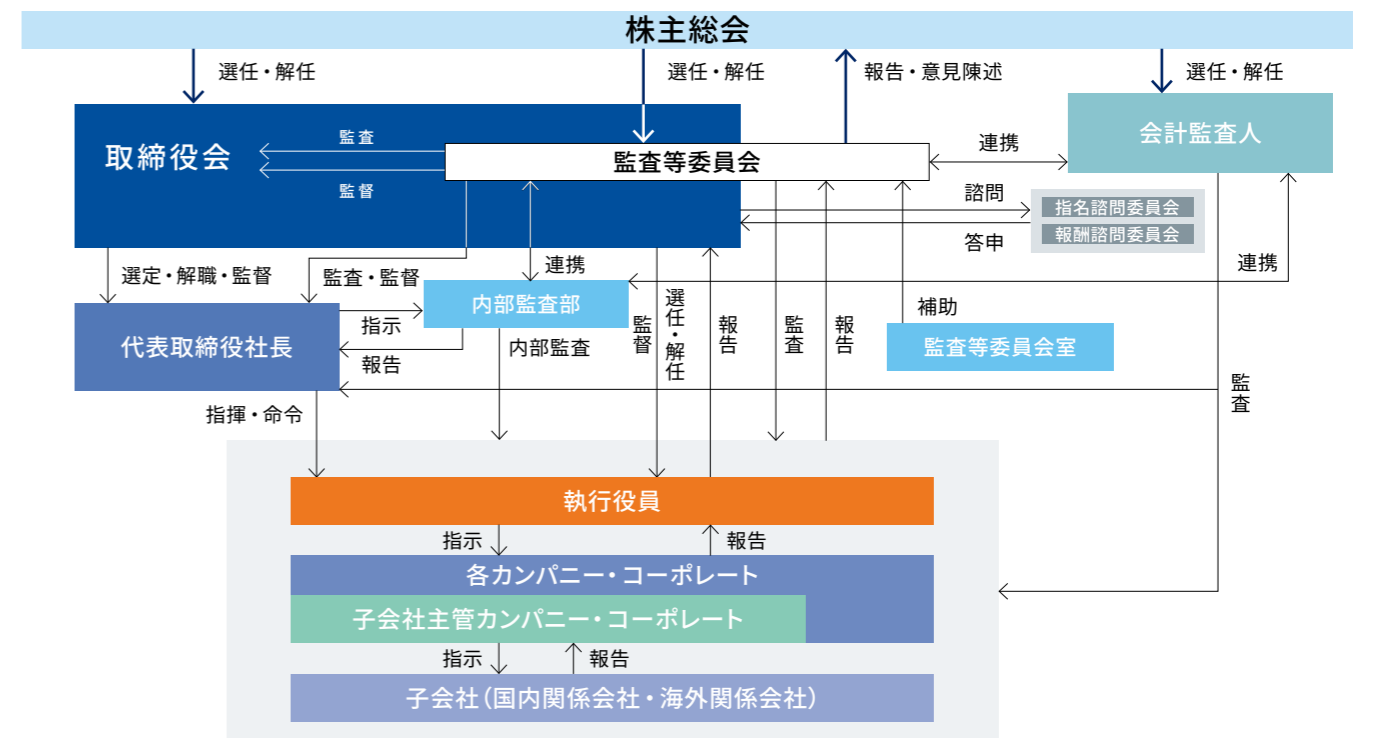 株主総会
選任・解任
選任・解任
報告・意見陳述
選任・解任
取締役会
監査
監督
監査等委員会
連携
会計監査人
諮問
答申
指名諮問委員会
報酬諮問委員会
選定・解職・監督
監査・監督
連携
連携
代表取締役社長
指示
報告
内部監査部
内部監査
監督
選任・解任
報告
監査
報告
補助
監査等委員会室
監査
指揮・命令
執行役員
指示
報告
各カンパニー・コーポレート
子会社主管カンパニー・コーポレート
指示
報告
子会社(国内関係会社・海外関係会社)